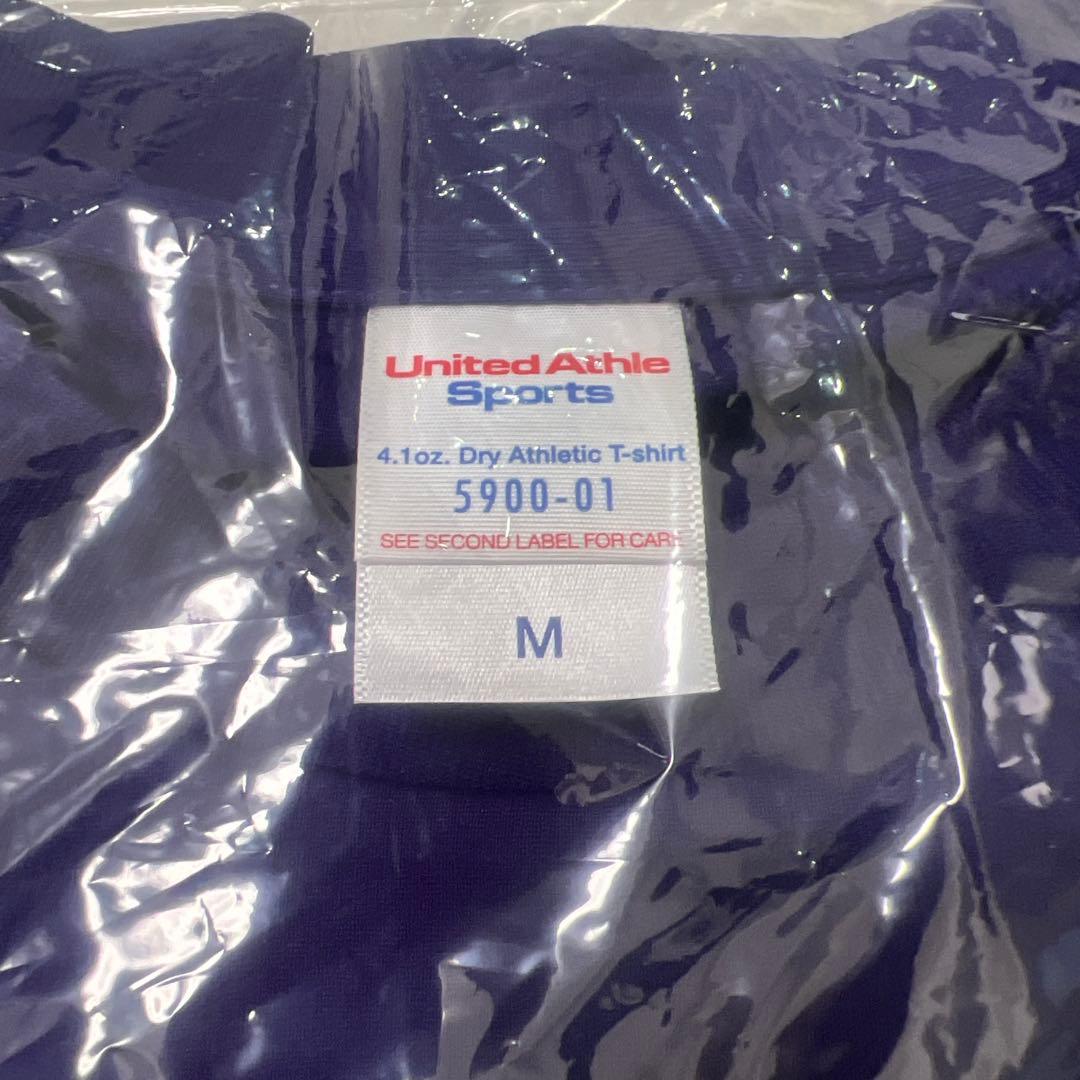 United Athle
Sports
4.1oz. Dry Athletic T-shirt
5900-01
SEE SECOND LABEL FOR CARE
M